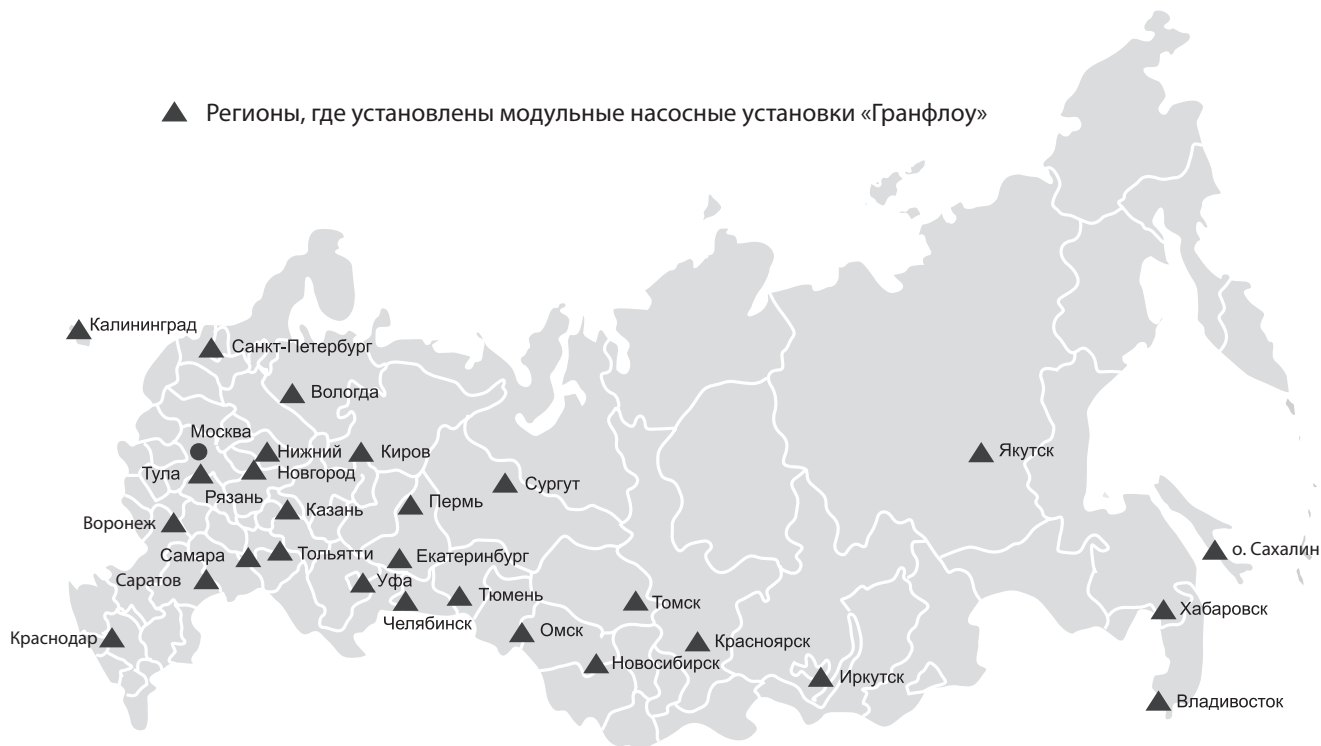 Регионы, где установлены модульные насосные установки «Гранфлоу»
Калининград
Санкт-Петербург
Вологда
Москва
Нижний
Новгород
Киров
Якутск
Тула
Рязань
Сургут
Пермь
Казань
Воронеж
Самара
Тольятти
Екатеринбург
о. Сахалин
Саратов
Уфа
Тюмень
Челябинск
Томск
Хабаровск
Краснодар
Омск
Красноярск
Новосибирск
Иркутск
Владивосток